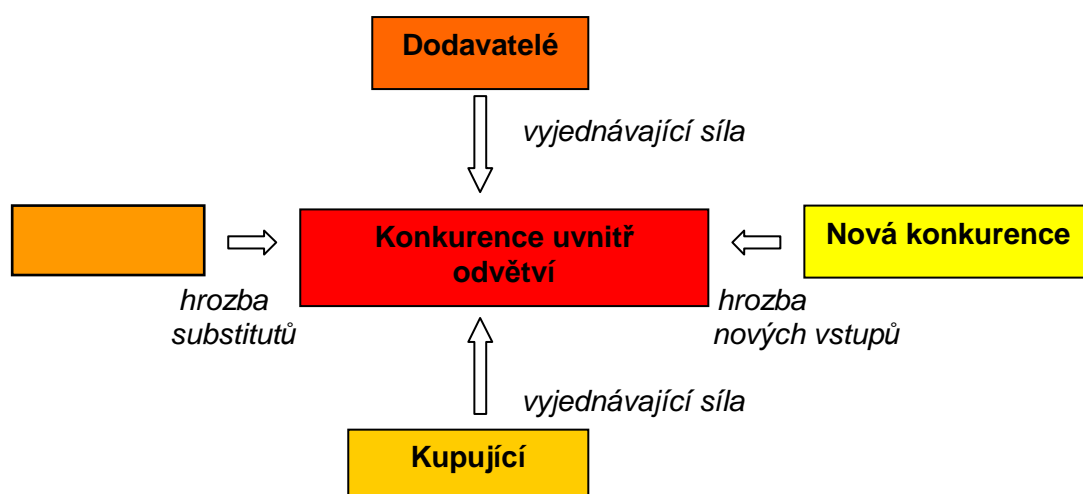 Dodavatelé
vyjednávající síla
Konkurence uvnitř
odvětví
Nová konkurence
hrozba
substitutů
hrozba
nových vstupů
vyjednávající síla
Kupující